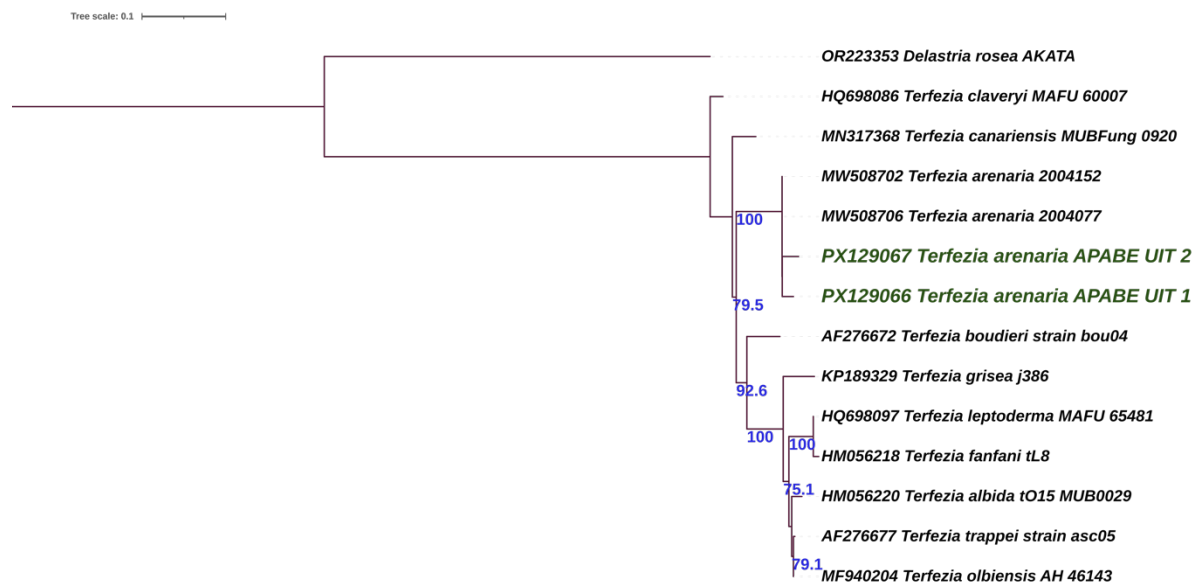 Tree scale: 0.1
OR223353 Delastria rosea AKATA
HQ698086 Terfezia claveryi MAFU 60007
MN317368 Terfezia canariensis MUBFung 0920
MW508702 Terfezia arenaria 2004152
100
MW508706 Terfezia arenaria 2004077
PX129067 Terfezia arenaria APABE UIT 2
PX129066 Terfezia arenaria APABE UIT 1
79.5
AF276672 Terfezia boudieri strain bou04
KP189329 Terfezia grisea j386
92.6
HQ698097 Terfezia leptoderma MAFU 65481
100
100
HM056218 Terfezia fanfani tL8
75.1
HM056220 Terfezia albida tO15 MUB0029
AF276677 Terfezia trappei strain asc05
79.1
MF940204 Terfezia olbiensis AH 46143